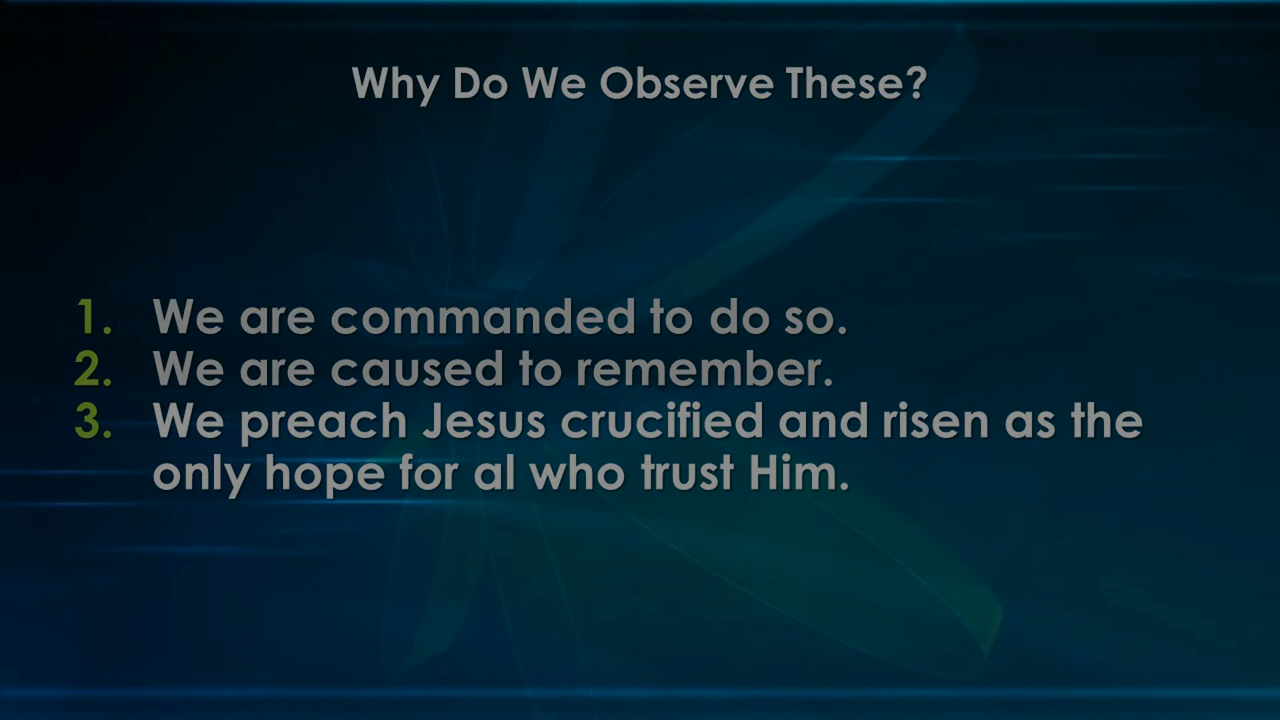 Why Do We Observe These?
1. We are commanded to do so.
2. We are caused to remember.
3. We preach Jesus crucified and risen as the
only hope for al who trust Him.